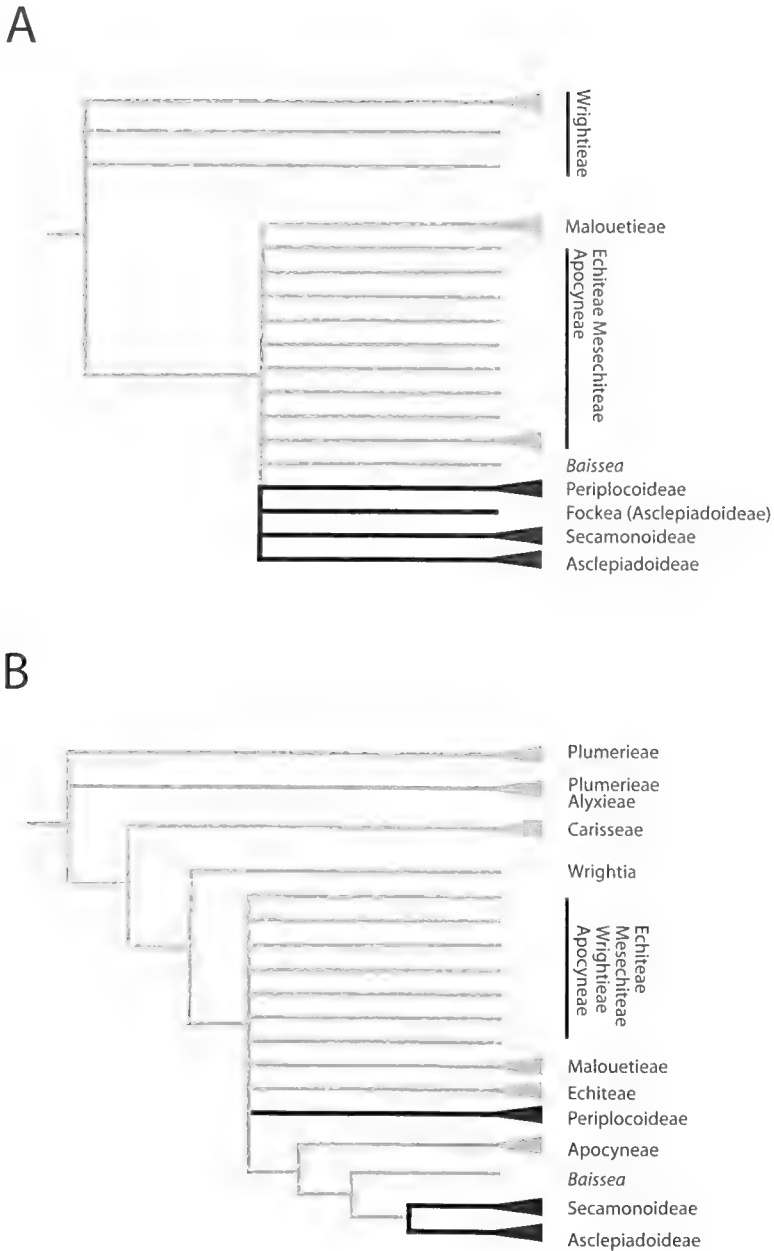 A
Wrightieae
Malouetieae
Echiteae Mesechiteae
Apocyneae
Baissea
Periplocoideae
Fockea (Asclepiadoideae)
Secamonoideae
Asclepiadoideae
B
Plumerieae
Plumerieae
Alyxieae
Carisseae
Wrightia
Echiteae
Mesechiteae
Wrightieae
Apocyneae
Malouetieae
Echiteae
Periplocoideae
Apocyneae
Baissea
Secamonoideae
Asclepiadoideae